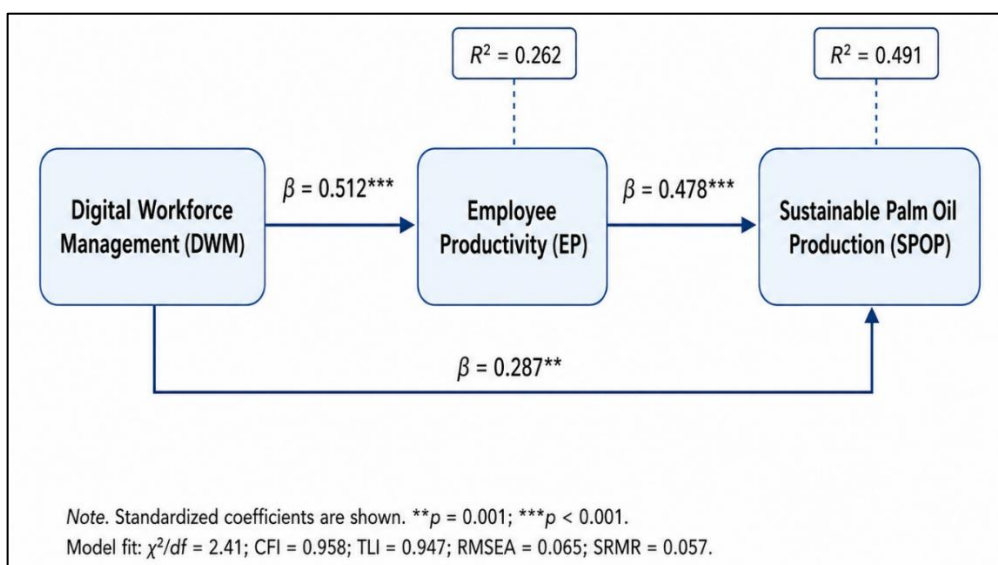 R² = 0.262
R² = 0.491
Digital Workforce
Management (DWM)
β = 0.512***
Employee
Productivity (EP)
β = 0.478***
Sustainable Palm Oil
Production (SPOP)
β = 0.287**
Note. Standardized coefficients are shown. **p = 0.001; ***p < 0.001.
Model fit: χ²/df = 2.41; CFI = 0.958; TLI = 0.947; RMSEA = 0.065; SRMR = 0.057.